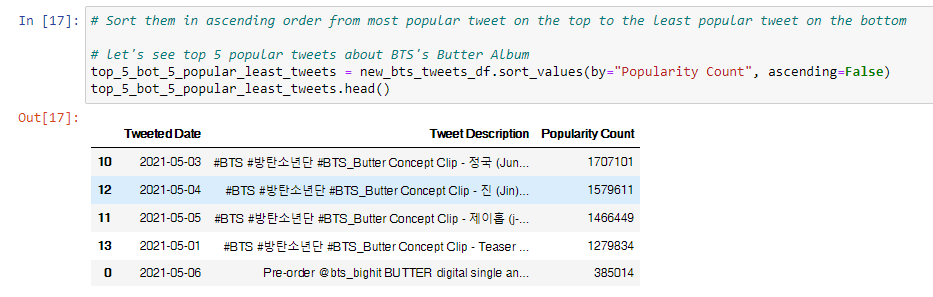 In [17]: # Sort them in ascending order from most popular tweet on the top to the least popular tweet on the bottom
# Let's see top 5 popular tweets about BTS's Butter Album
top_5_bot_5_popular_least_tweets = new_bts_tweets_df.sort_values(by="Popularity Count", ascending=False)
top_5_bot_5_popular_least_tweets.head()
Out[17]:
Tweeted Date Tweet Description Popularity Count
10 2021-05-03 #BTS #방탄소년단 #BTS_Butter Concept Clip - 정국 (Jun... 1707101
12 2021-05-04 #BTS #방탄소년단 #BTS_Butter Concept Clip - 진 (Jin)... 1579611
11 2021-05-05 #BTS #방탄소년단 #BTS_Butter Concept Clip - 제이홉 (j-... 1466449
13 2021-05-01 #BTS #방탄소년단 #BTS_Butter Concept Clip - Teaser ... 1279834
0 2021-05-06 Pre-order @bts_bighit BUTTER digital single an... 385014